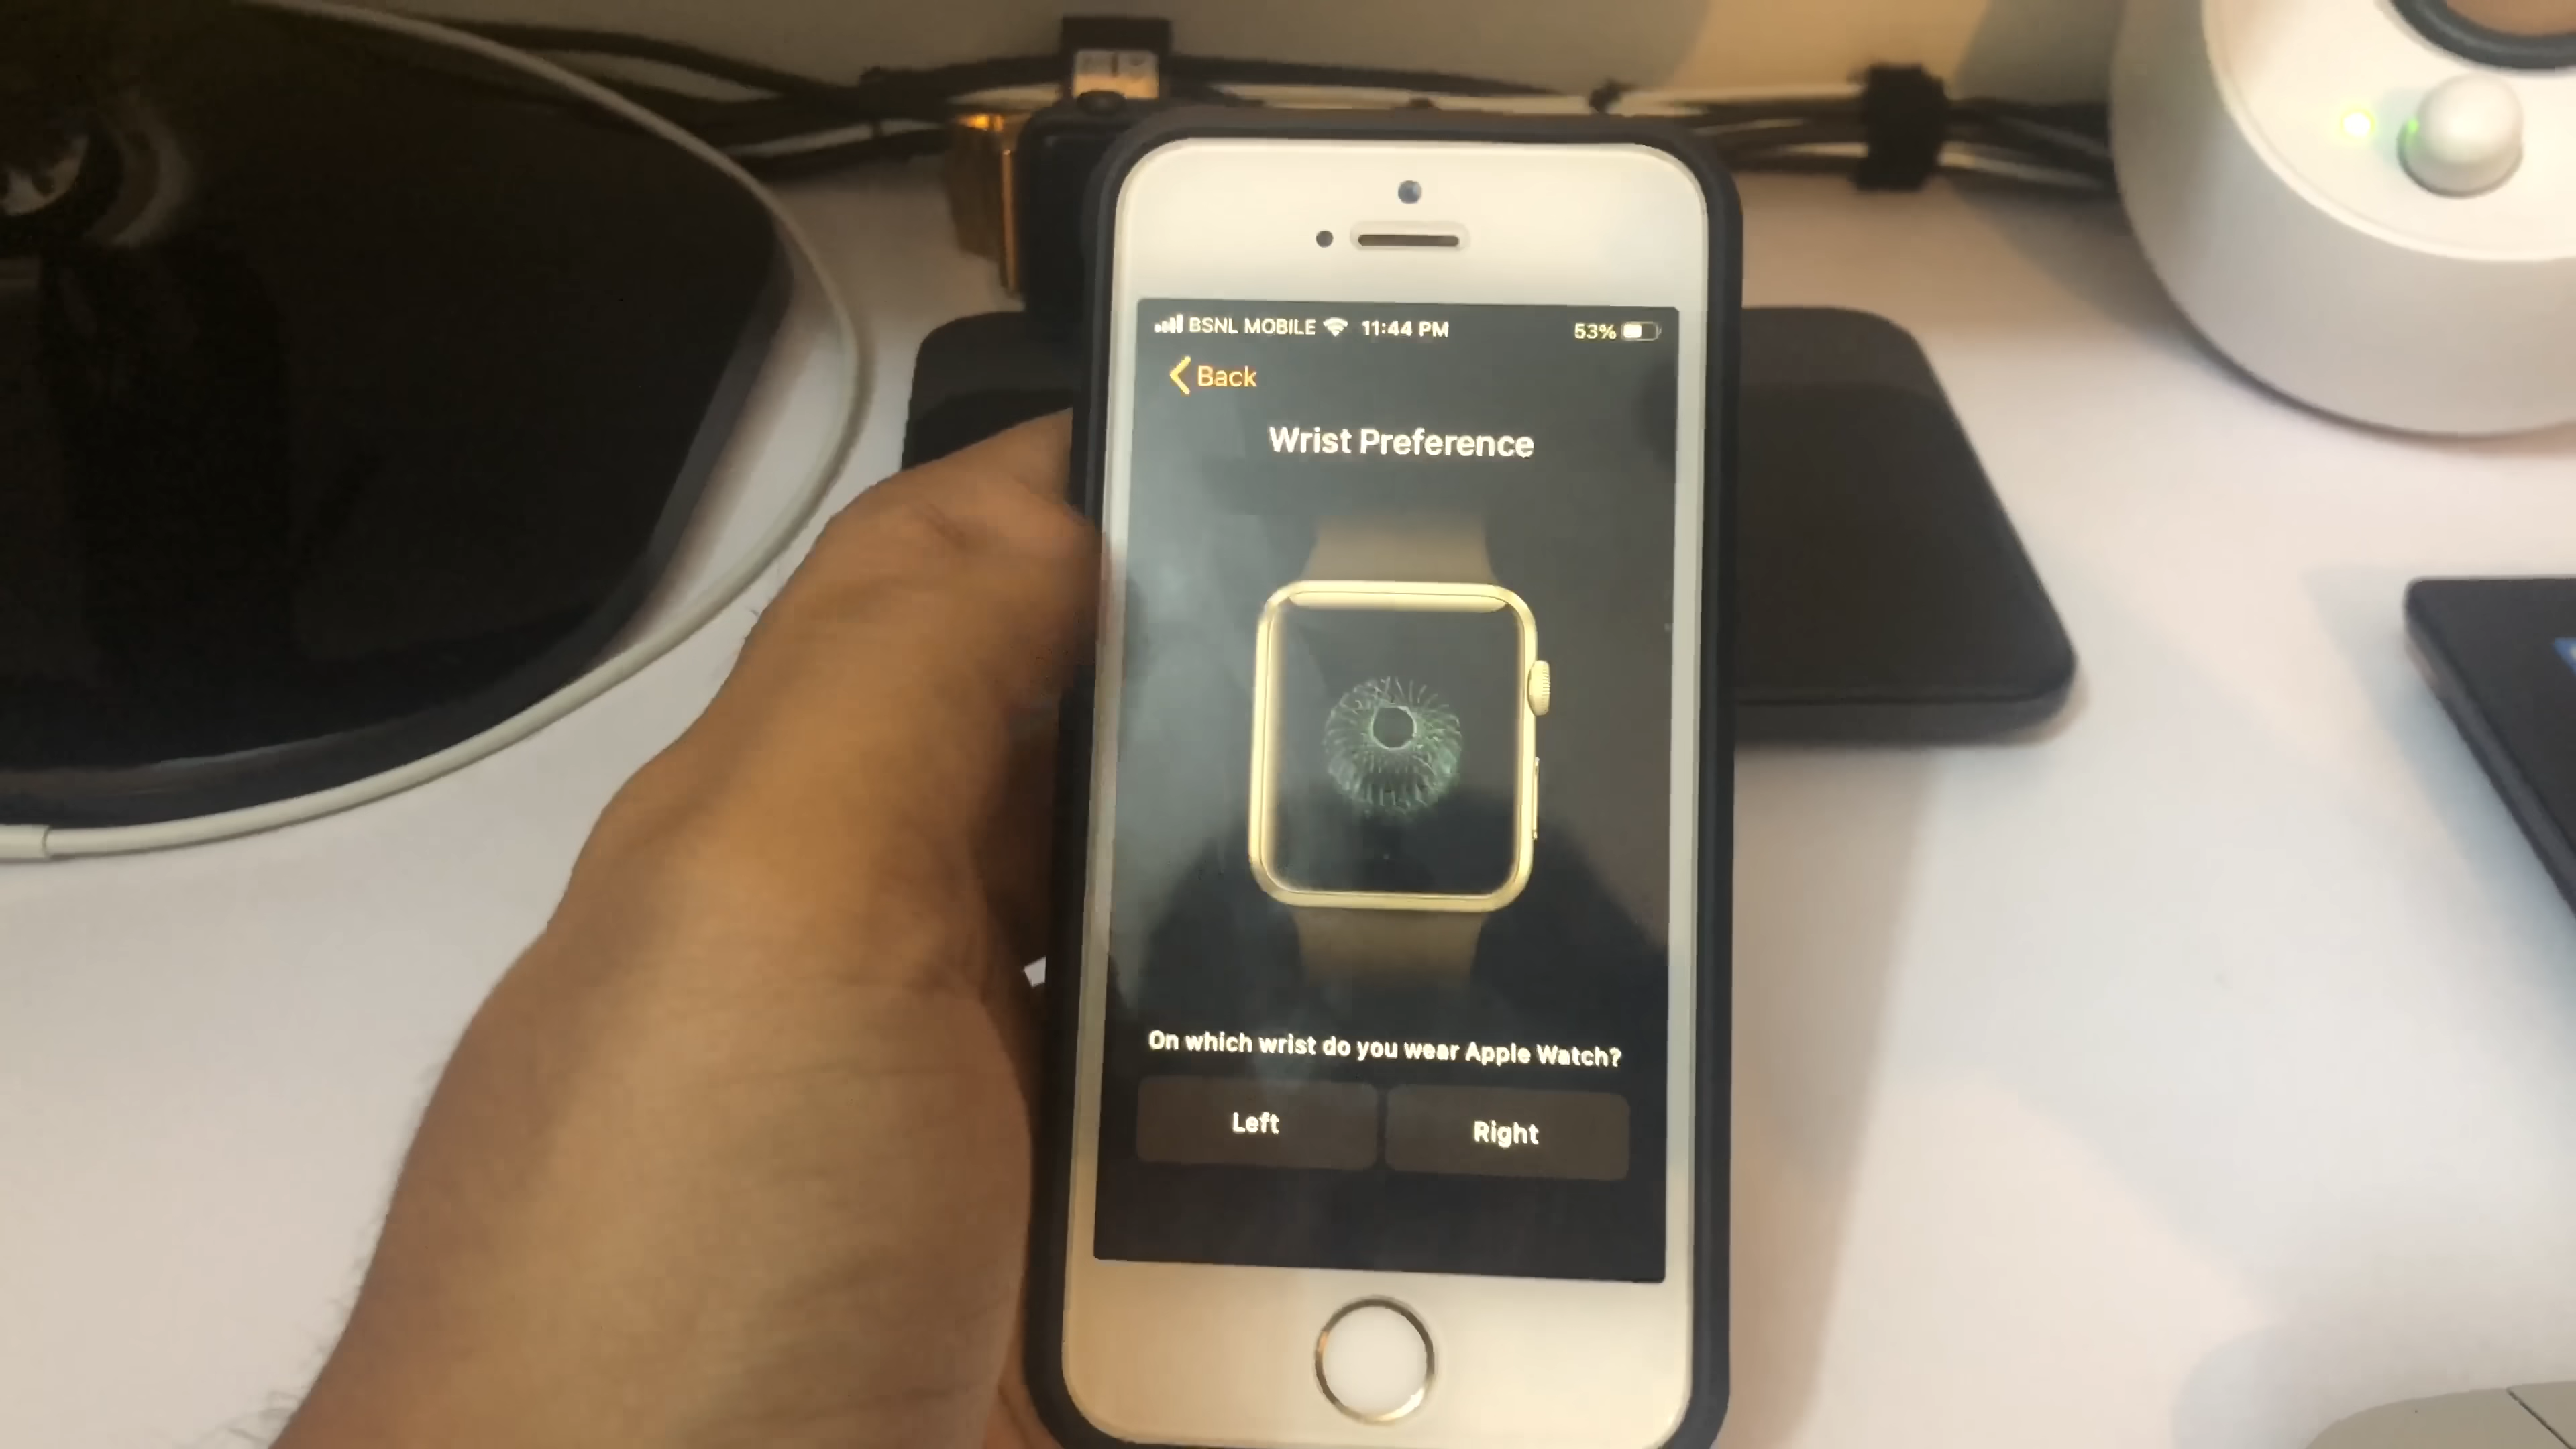 BSNL MOBILE 11:44 PM 53%
Back
Wrist Preference
On which wrist do you wear Apple Watch?
Left Right